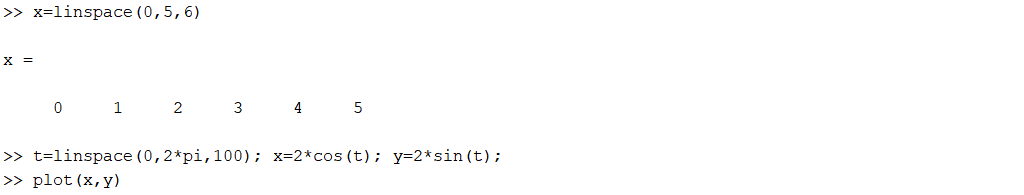 >> x=linspace(0,5,6)
x =
0 1 2 3 4 5
>> t=linspace(0,2*pi,100); x=2*cos(t); y=2*sin(t);
>> plot(x,y)